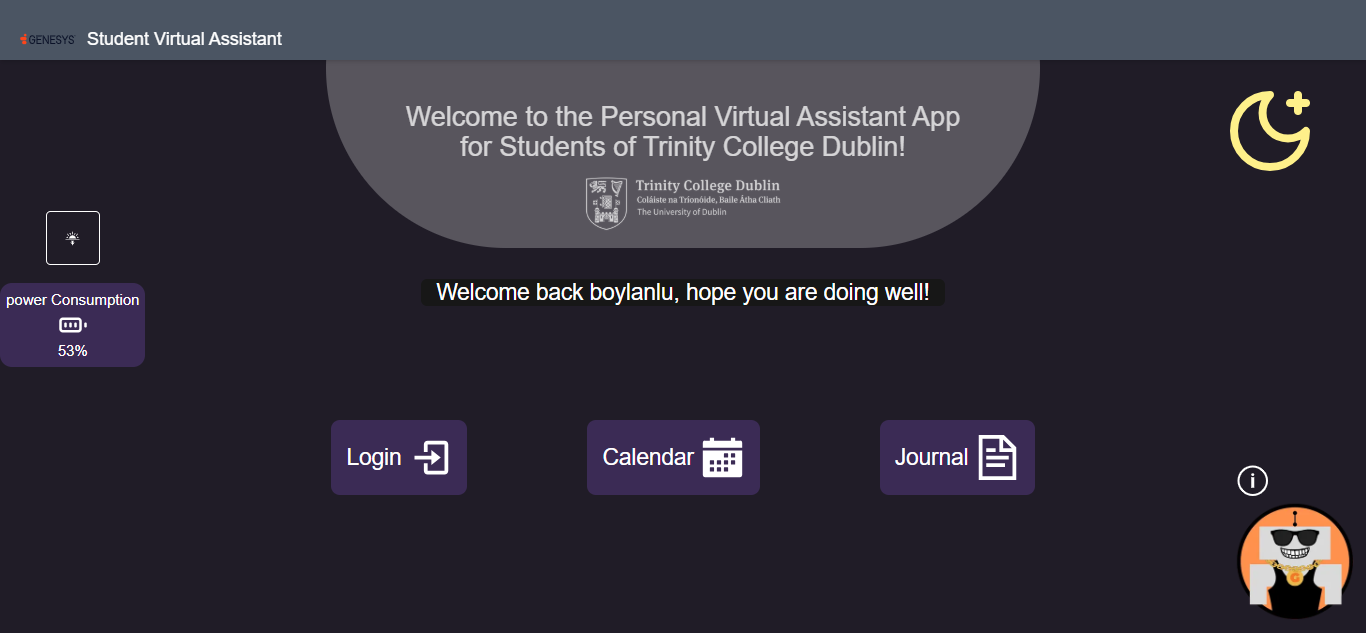 GENESYS Student Virtual Assistant
Welcome to the Personal Virtual Assistant App
for Students of Trinity College Dublin!
Trinity College Dublin
Coláiste na Tríonóide, Baile Átha Cliath
The University of Dublin
Welcome back boylanlu, hope you are doing well!
power Consumption
53%
Login
Calendar
Journal
i
G